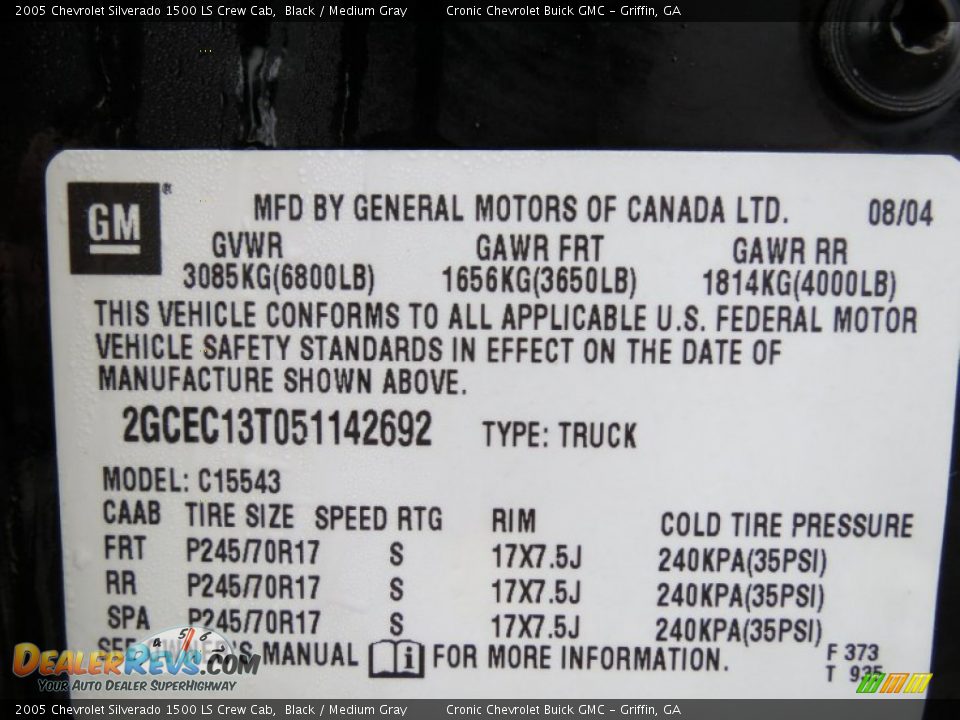 2005 Chevrolet Silverado 1500 LS Crew Cab, Black / Medium Gray Cronic Chevrolet Buick GMC - Griffin, GA
GM®
MFD BY GENERAL MOTORS OF CANADA LTD. 08/04
GVWR GAWR FRT GAWR RR
3085KG(6800LB) 1656KG(3650LB) 1814KG(4000LB)
THIS VEHICLE CONFORMS TO ALL APPLICABLE U.S. FEDERAL MOTOR
VEHICLE SAFETY STANDARDS IN EFFECT ON THE DATE OF
MANUFACTURE SHOWN ABOVE.
2GCEC13T051142692 TYPE: TRUCK
MODEL: C15543
CAAB TIRE SIZE SPEED RTG RIM COLD TIRE PRESSURE
FRT P245/70R17 S 17X7.5J 240KPA(35PSI)
RR P245/70R17 S 17X7.5J 240KPA(35PSI)
SPA P245/70R17 S 17X7.5J 240KPA(35PSI)
SEE OWNER'S MANUAL i FOR MORE INFORMATION.
F 373
T 935
4 5 6
DEALERREVS.COM
YOUR AUTO DEALER SUPERHIGHWAY
2005 Chevrolet Silverado 1500 LS Crew Cab, Black / Medium Gray Cronic Chevrolet Buick GMC - Griffin, GA